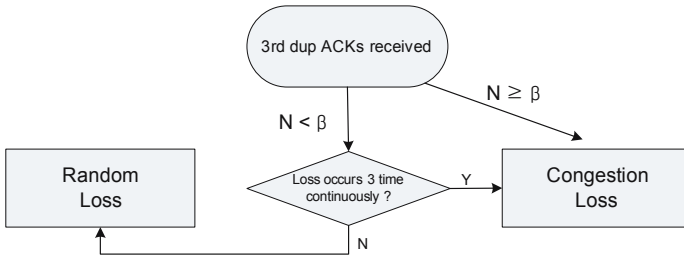 3rd dup ACKs received
N ≥ β
N < β
Random
Loss
Loss occurs 3 time
continuously ?
Y
Congestion
Loss
N